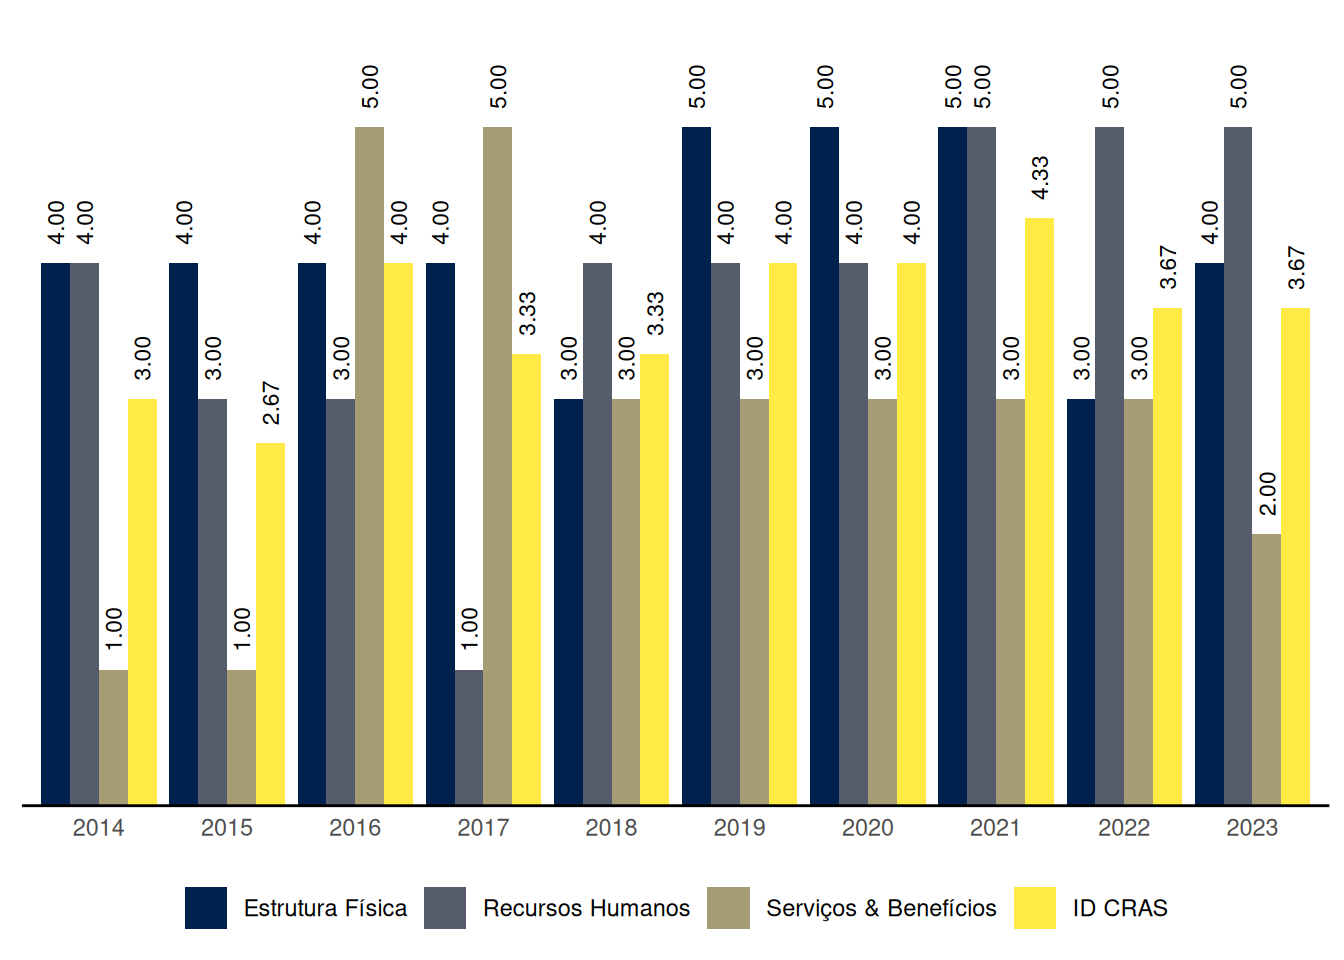 4.00 4.00 1.00 3.00
4.00 3.00 1.00 2.67
4.00 3.00 5.00 4.00
4.00 1.00 5.00 3.33
3.00 4.00 3.00 3.33
5.00 4.00 3.00 4.00
5.00 4.00 3.00 4.00
5.00 5.00 3.00 4.33
3.00 5.00 3.00 3.67
4.00 5.00 2.00 3.67
2014 2015 2016 2017 2018 2019 2020 2021 2022 2023
Estrutura Física Recursos Humanos Serviços & Benefícios ID CRAS